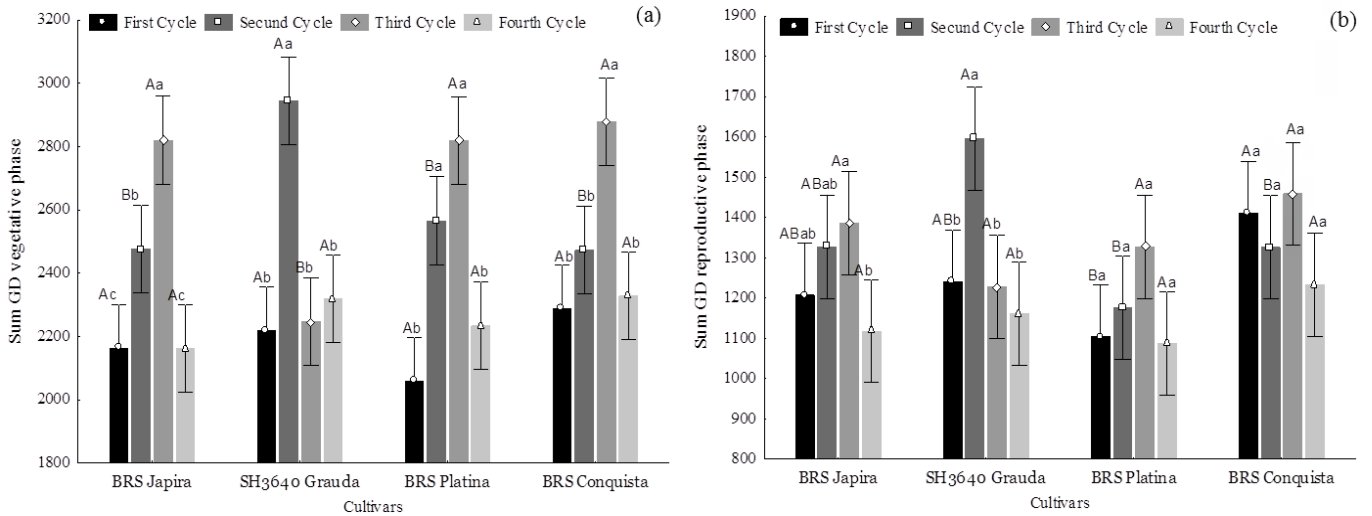 (a)
First Cycle Second Cycle Third Cycle Fourth Cycle
Sum GD vegetative phase
3200
3000
2800
2600
2400
2200
2000
1800
Ac Bb Aa Ac
Ab Aa Bb Ab
Ab Ba Aa Ab
Ab Bb Aa Ab
BRS Japira SH3640 Grauda BRS Platina BRS Conquista
Cultivars
(b)
First Cycle Second Cycle Third Cycle Fourth Cycle
Sum GD reproductive phase
1900
1800
1700
1600
1500
1400
1300
1200
1100
1000
900
800
ABab ABab Aa Ab
ABb Aa Ab Ab
Ba Ba Aa Aa
Aa Ba Aa Aa
BRS Japira SH3640 Grauda BRS Platina BRS Conquista
Cultivars